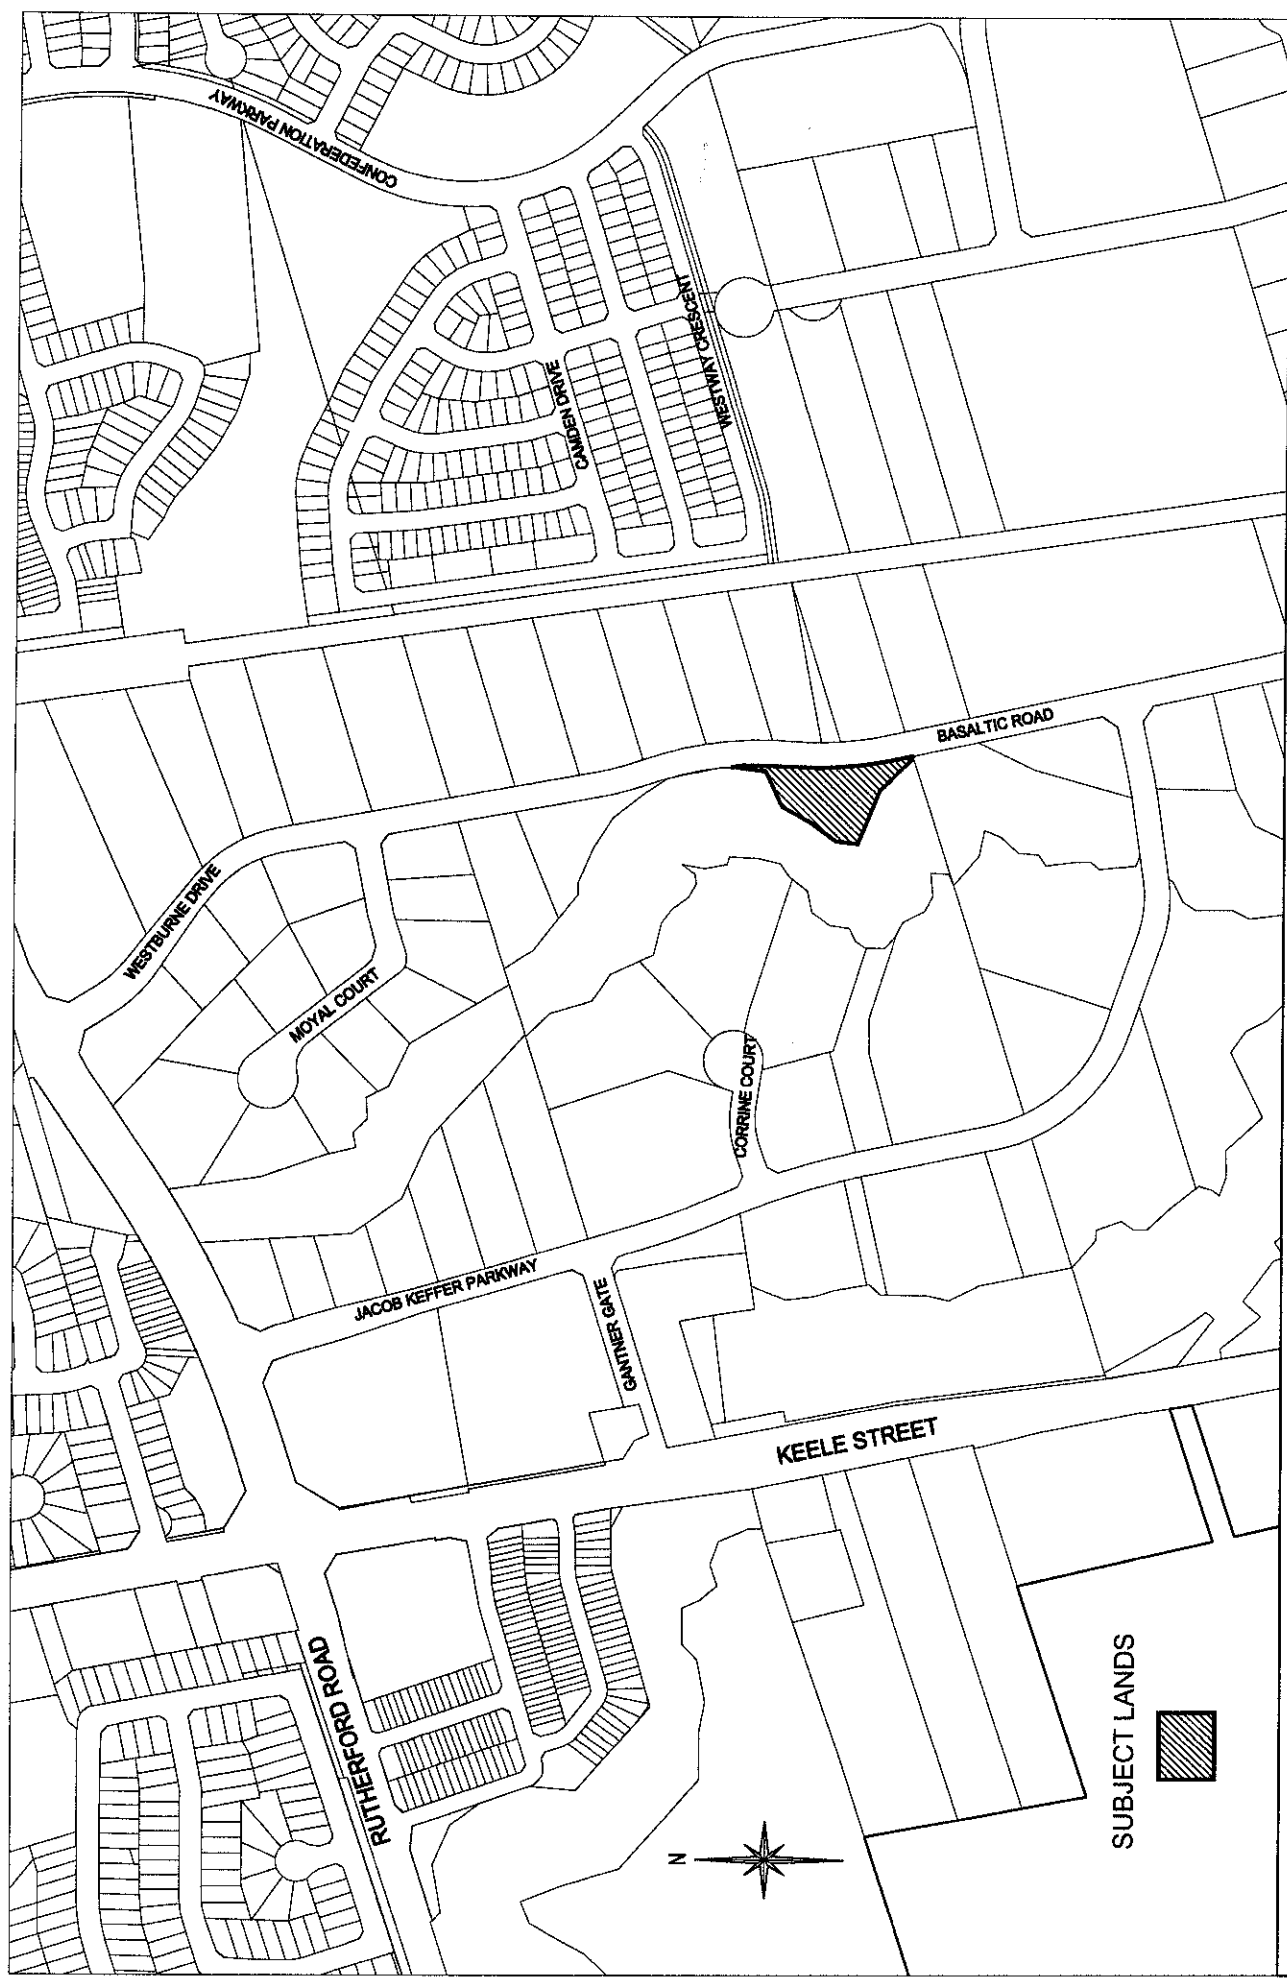 CONFEDERATION PARKWAY
CAMDEN DRIVE
WESTWAY CRESCENT
BASALTIC ROAD
WESTBURNE DRIVE
MOYAL COURT
CORRINE COURT
JACOB KEFFER PARKWAY
GANTNER GATE
KEELE STREET
RUTHERFORD ROAD
SUBJECT LANDS
N